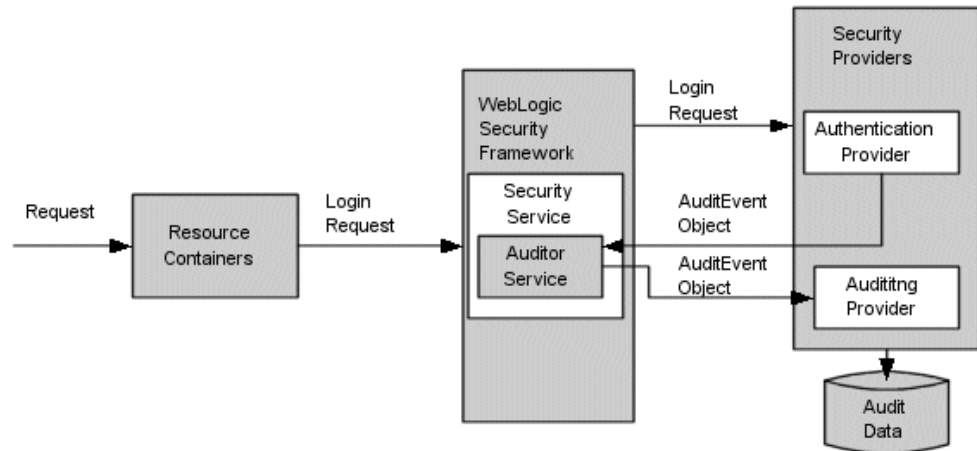 Request
Resource
Containers
Login
Request
WebLogic
Security
Framework
Security
Service
Auditor
Service
Login
Request
AuditEvent
Object
AuditEvent
Object
Security
Providers
Authentication
Provider
Audititng
Provider
Audit
Data